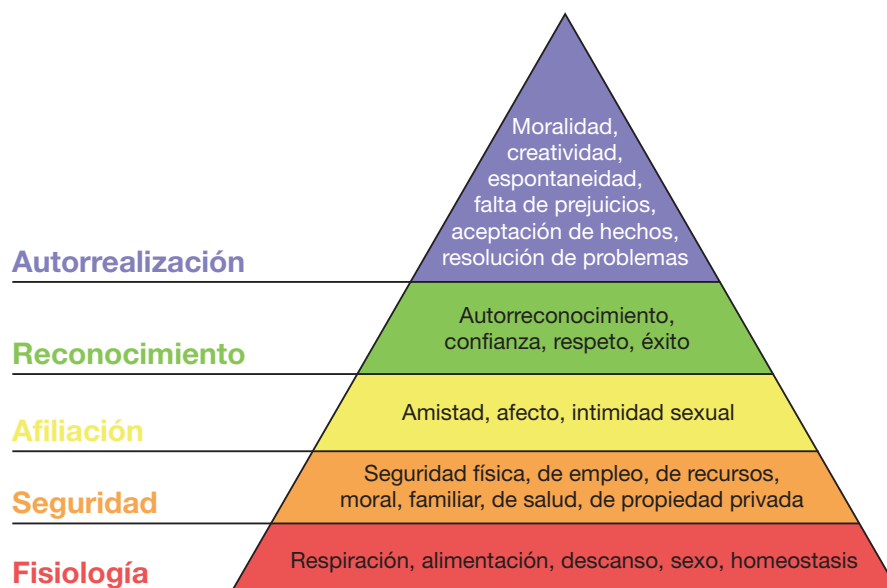 Moralidad,
creatividad,
espontaneidad,
falta de prejuicios,
aceptación de hechos,
resolución de problemas
Autorrealización
Autorreconocimiento,
confianza, respeto, éxito
Reconocimiento
Amistad, afecto, intimidad sexual
Afiliación
Seguridad física, de empleo, de recursos,
moral, familiar, de salud, de propiedad privada
Seguridad
Respiración, alimentación, descanso, sexo, homeostasis
Fisiología